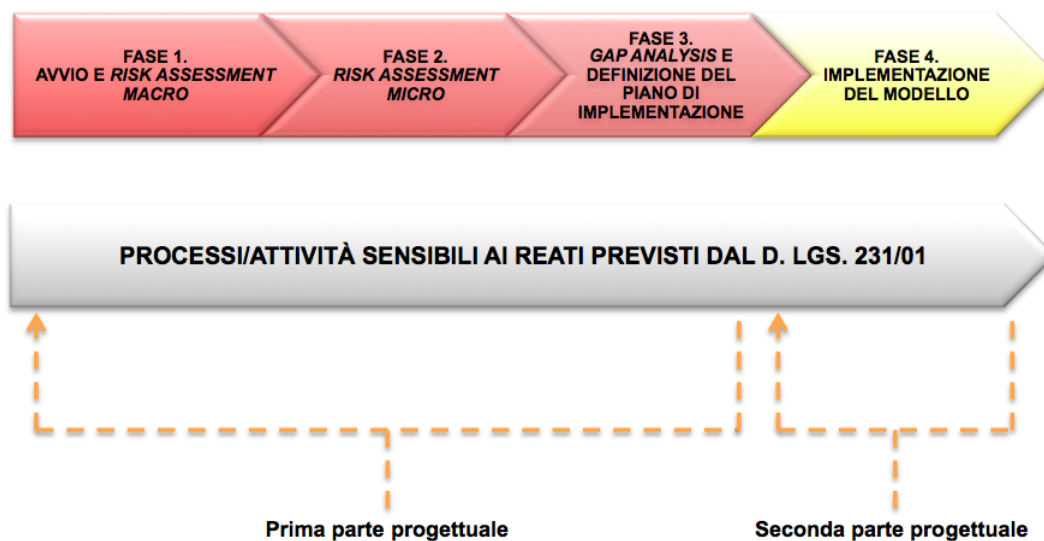 FASE 1.
AVVIO E RISK ASSESSMENT
MACRO
FASE 2.
RISK ASSESSMENT
MICRO
FASE 3.
GAP ANALYSIS E
DEFINIZIONE DEL
PIANO DI
IMPLEMENTAZIONE
FASE 4.
IMPLEMENTAZIONE
DEL MODELLO
PROCESSI/ATTIVITÀ SENSIBILI AI REATI PREVISTI DAL D. LGS. 231/01
Prima parte progettuale
Seconda parte progettuale